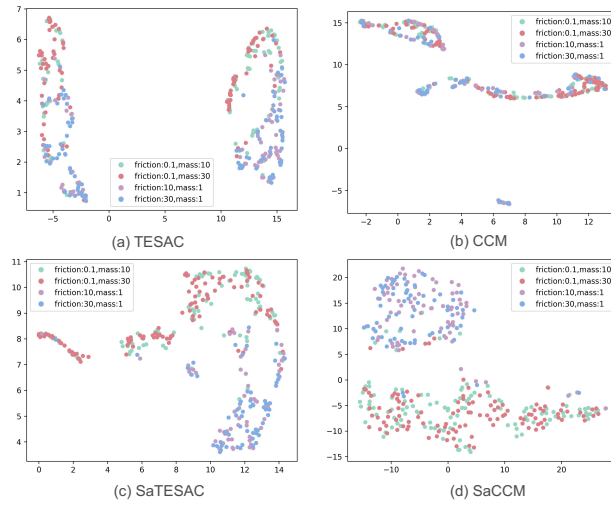 7
6
5
4
3
2
1
friction:0.1,mass:10
friction:0.1,mass:30
friction:10,mass:1
friction:30,mass:1
−5 0 5 10 15
(a) TESAC
15
10
5
0
−5
friction:0.1,mass:10
friction:0.1,mass:30
friction:10,mass:1
friction:30,mass:1
−2 0 2 4 6 8 10 12
(b) CCM
11
10
9
8
7
6
5
4
friction:0.1,mass:10
friction:0.1,mass:30
friction:10,mass:1
friction:30,mass:1
0 2 4 6 8 10 12 14
(c) SaTESAC
20
15
10
5
0
−5
−10
−15
friction:0.1,mass:10
friction:0.1,mass:30
friction:10,mass:1
friction:30,mass:1
−10 0 10 20
(d) SaCCM